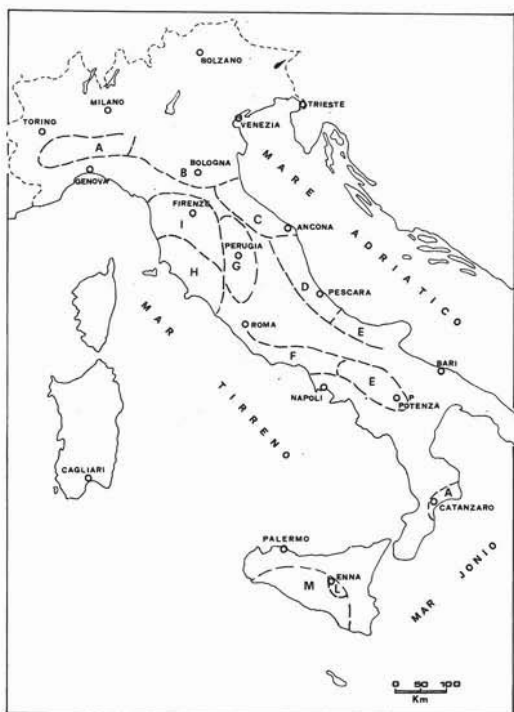 BOLZANO
MILANO
TRIESTE
TORINO
VENEZIA
A
BOLOGNA
B
GENOVA
MARE ADRIATICO
FIRENZE
C
I
ANCONA
PERUGIA
G
H
D
PESCARA
MAR TIRRENO
ROMA
E
F
BARI
E
NAPOLI
P
POTENZA
CAGLIARI
A
CATANZARO
PALERMO
MAR JONIO
ENNA
M
L
0 50 100
Km